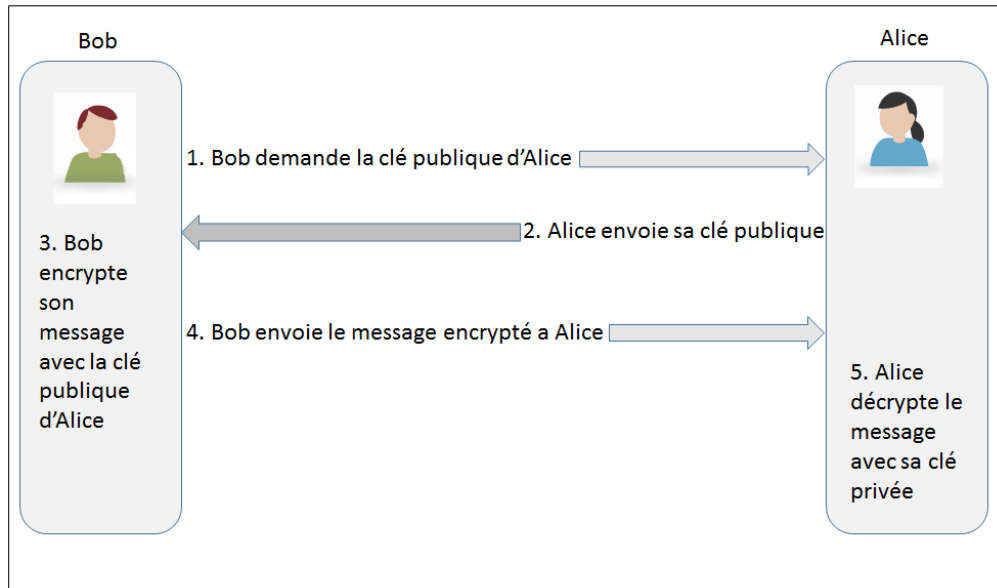 Bob
Alice
1. Bob demande la clé publique d’Alice
2. Alice envoie sa clé publique
3. Bob
encrypte
son
message
avec la clé
publique
d’Alice
4. Bob envoie le message encrypté a Alice
5. Alice
décrypte le
message
avec sa clé
privée